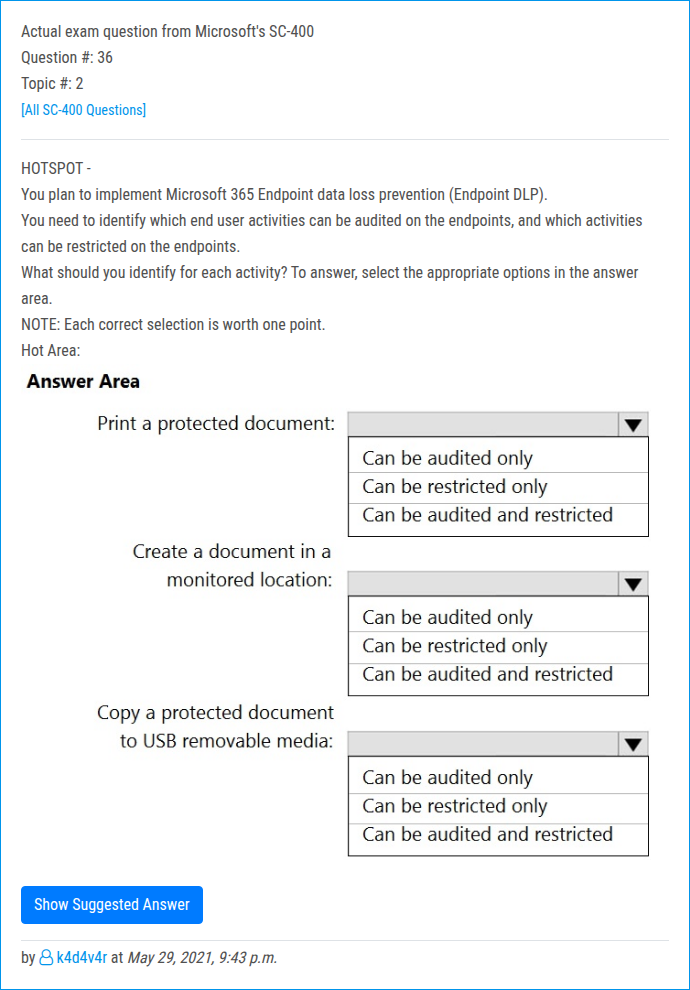 Actual exam question from Microsoft's SC-400
Question #: 36
Topic #: 2
[All SC-400 Questions]
HOTSPOT -
You plan to implement Microsoft 365 Endpoint data loss prevention (Endpoint DLP).
You need to identify which end user activities can be audited on the endpoints, and which activities
can be restricted on the endpoints.
What should you identify for each activity? To answer, select the appropriate options in the answer
area.
NOTE: Each correct selection is worth one point.
Hot Area:
Answer Area
Print a protected document:
Can be audited only
Can be restricted only
Can be audited and restricted
Create a document in a
monitored location:
Can be audited only
Can be restricted only
Can be audited and restricted
Copy a protected document
to USB removable media:
Can be audited only
Can be restricted only
Can be audited and restricted
Show Suggested Answer
by k4d4v4r at May 29, 2021, 9:43 p.m.